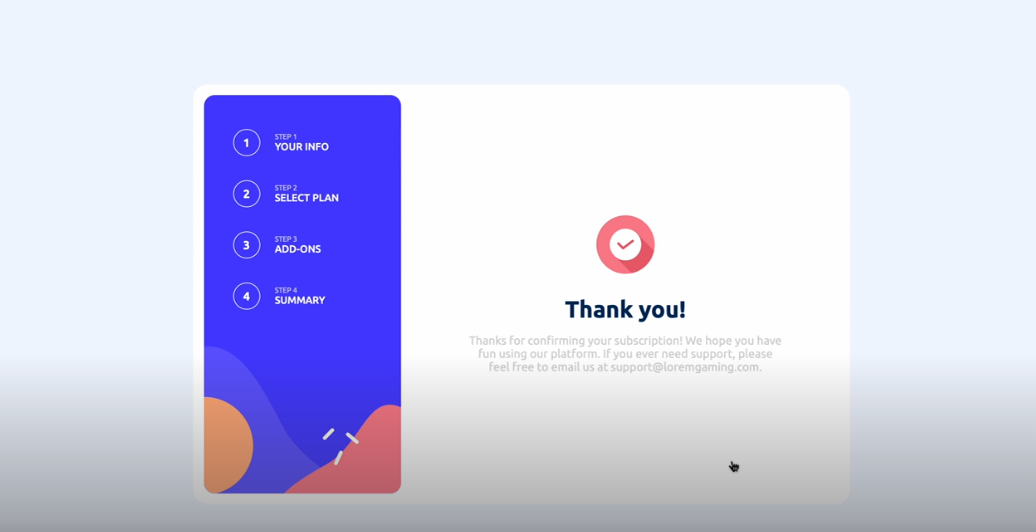 1
STEP 1
YOUR INFO
2
STEP 2
SELECT PLAN
3
STEP 3
ADD-ONS
4
STEP 4
SUMMARY
Thank you!
Thanks for confirming your subscription! We hope you have
fun using our platform. If you ever need support, please
feel free to email us at support@loremgaming.com.